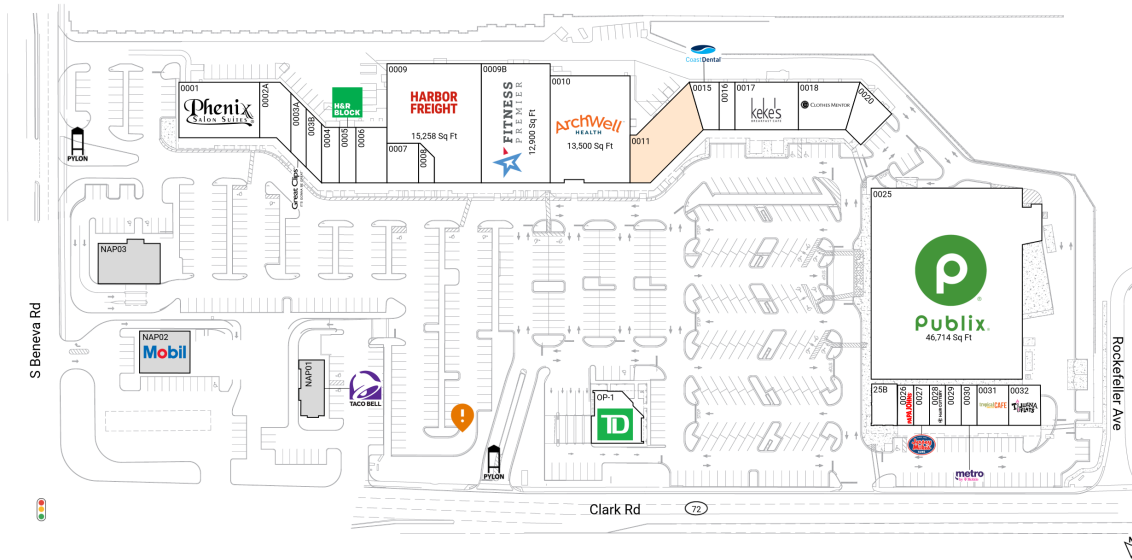 CoastDental
0001
Phenix
SALON SUITES
0002A
0003A
003B
H&R
BLOCK
0004
0005
0006
0009
HARBOR
FREIGHT
15,258 Sq Ft
0007
0008
0009B
FITNESS
PREMIER
12,900 Sq Ft
0010
ArchWell
HEALTH
13,500 Sq Ft
0011
0015
0016
0017
keke's
BREAKFAST CAFE
0018
CLOTHES MENTOR
0020
PYLON
Great Clips
0025
Publix
46,714 Sq Ft
NAP03
S Beneva Rd
NAP02
Mobil
NAP01
TACO BELL
OP-1
TD
PYLON
25B
0026
0027
0028
0029
0030
0031
CAFE
0032
metro
Rockefeller Ave
Clark Rd
72